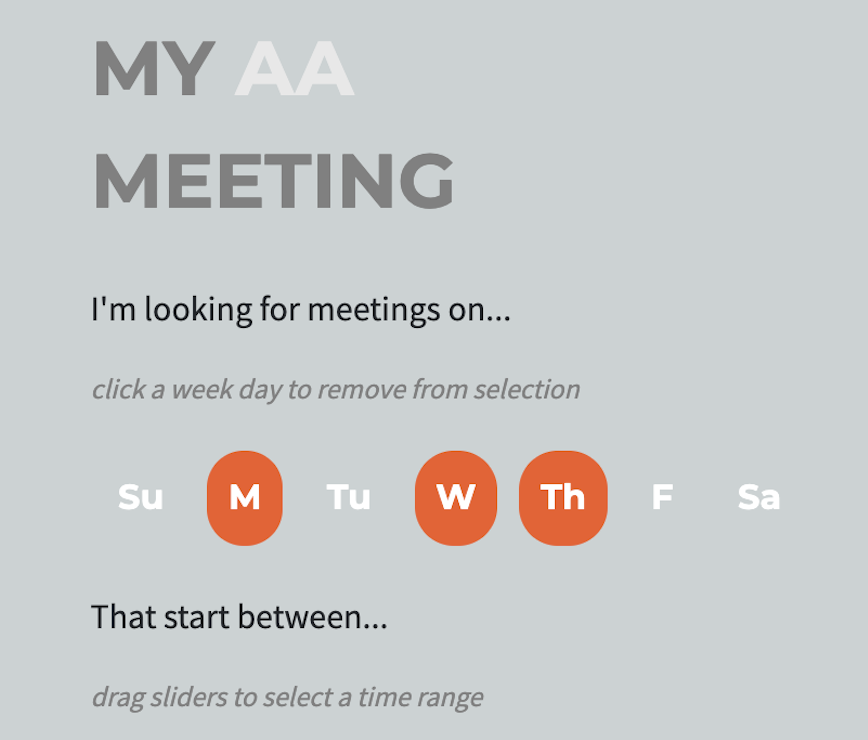 MY AA
MEETING
I'm looking for meetings on...
click a week day to remove from selection
Su M Tu W Th F Sa
That start between...
drag sliders to select a time range